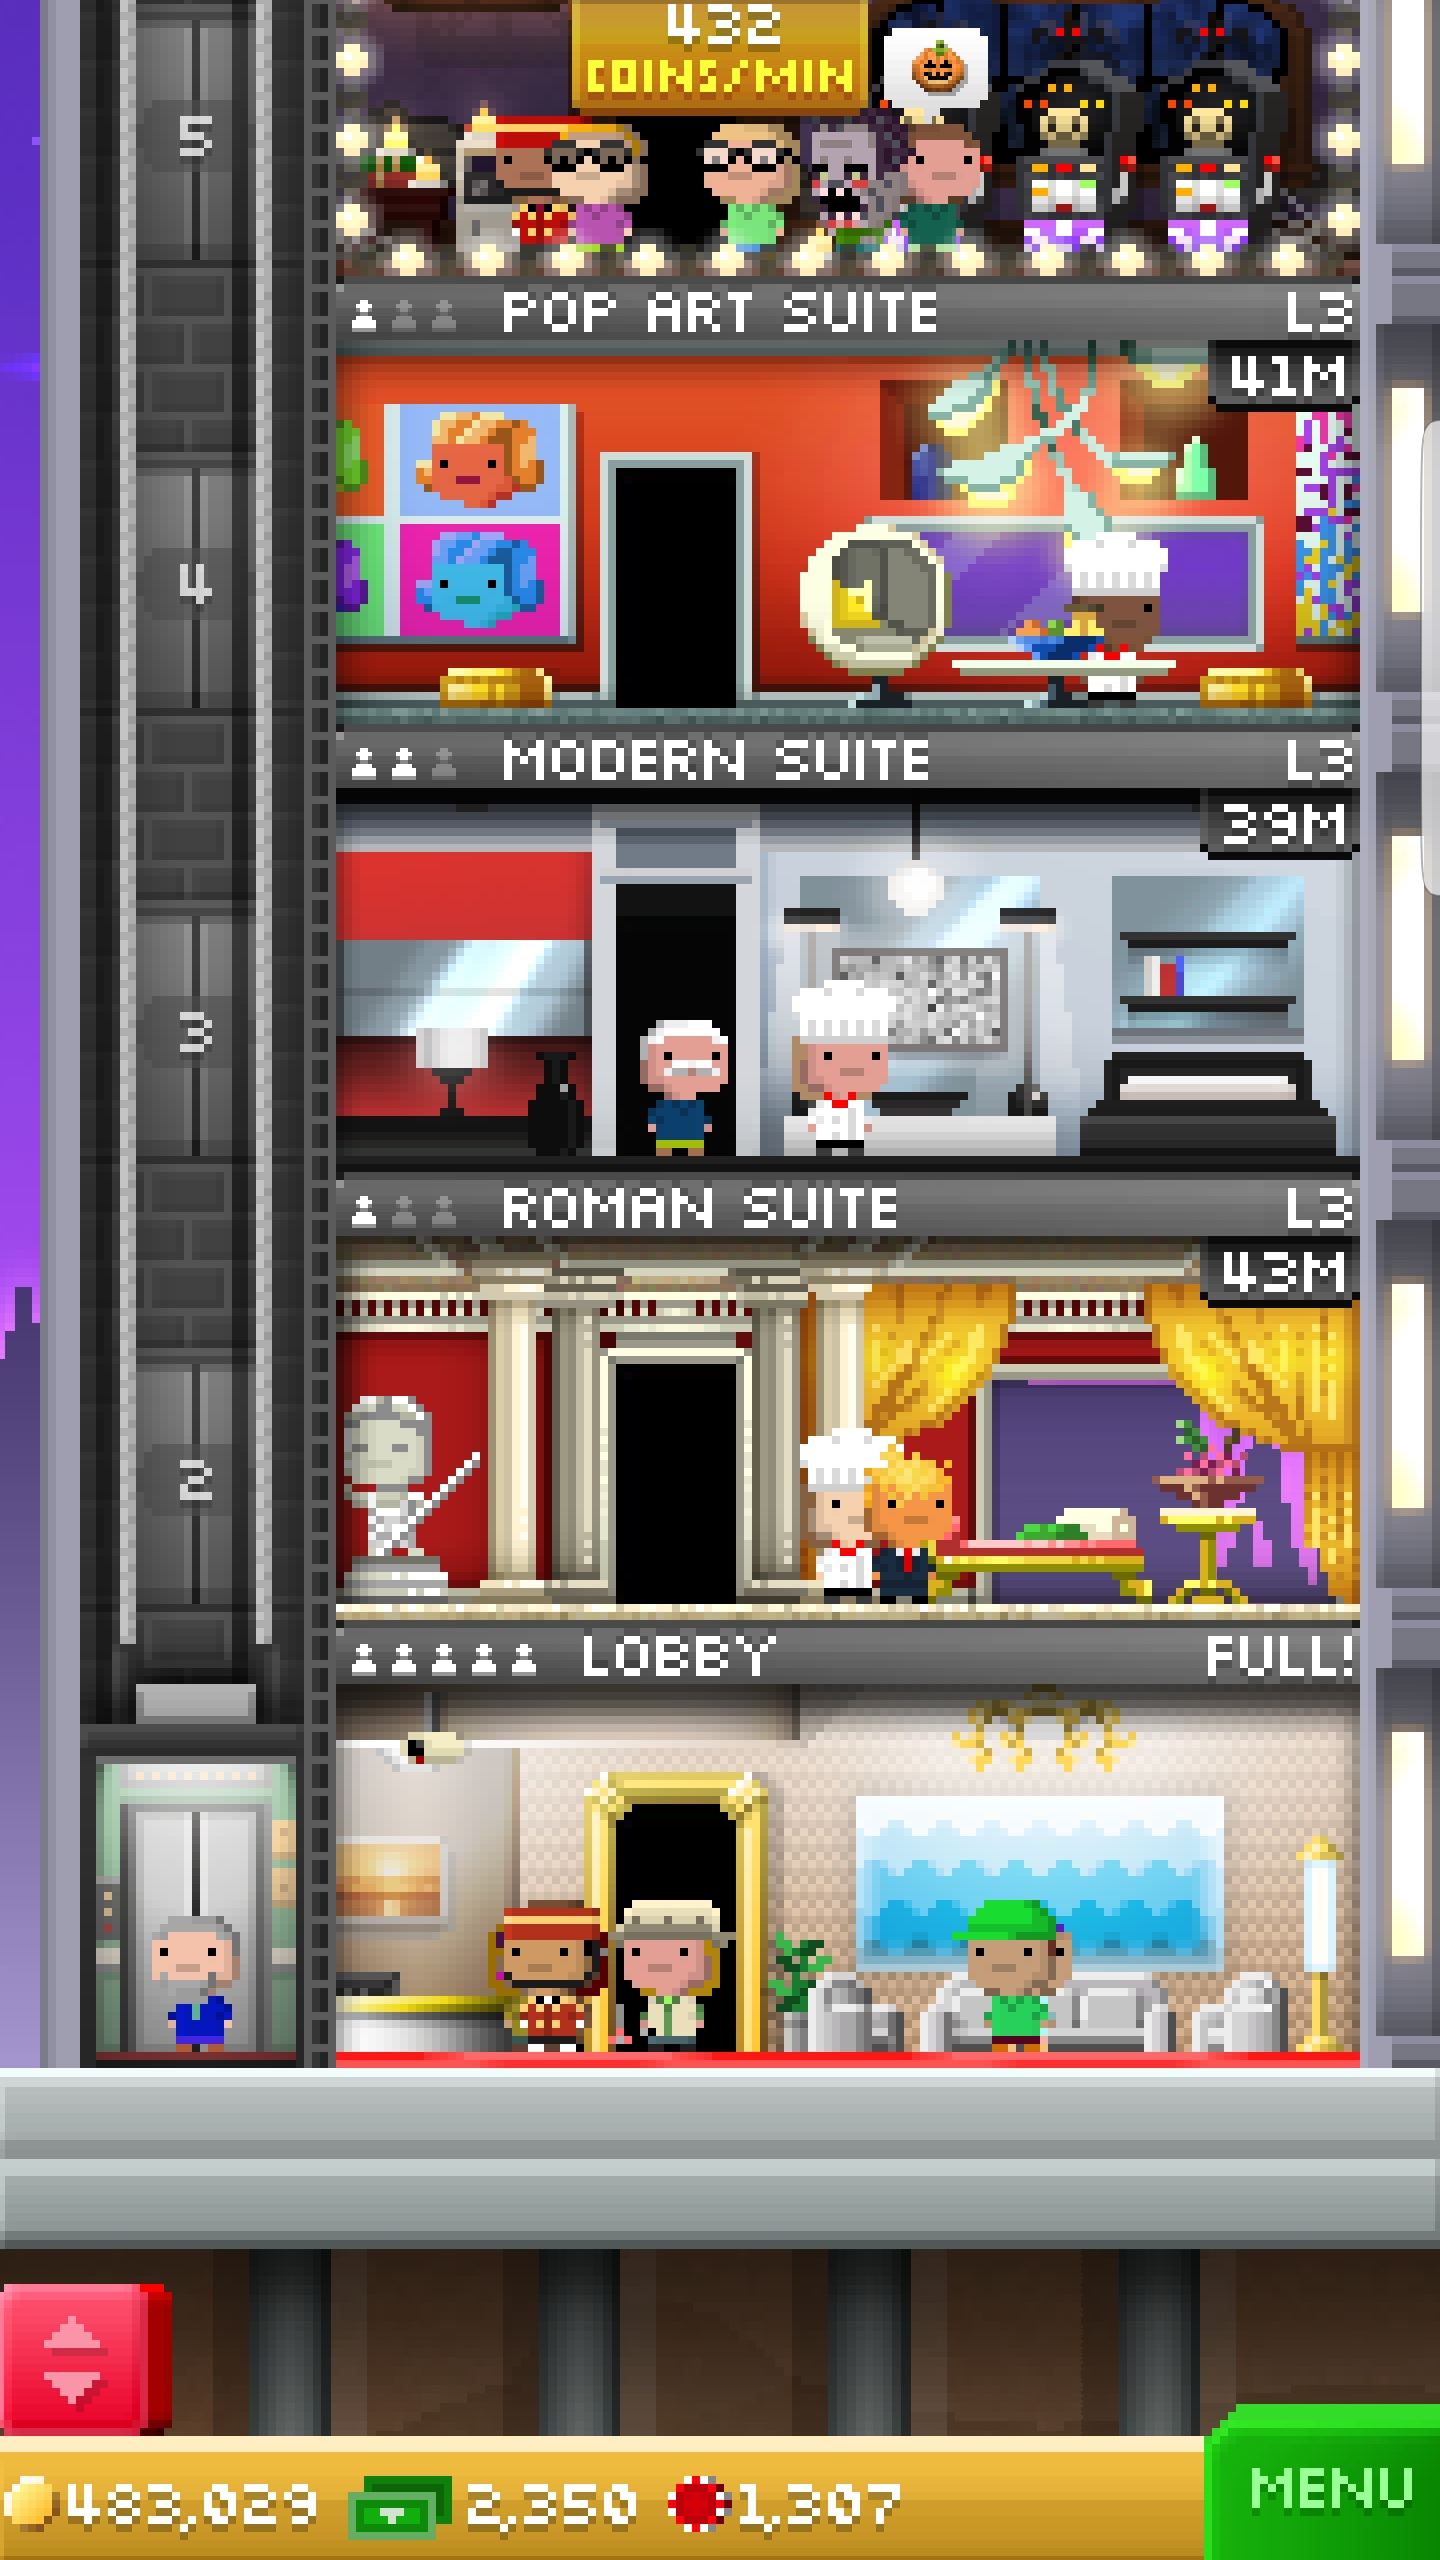 432
COINS/MIN
5
POP ART SUITE L3
41M
4
MODERN SUITE L3
39M
3
ROMAN SUITE L3
43M
2
LOBBY FULL!
483,029 2,350 1,307
MENU